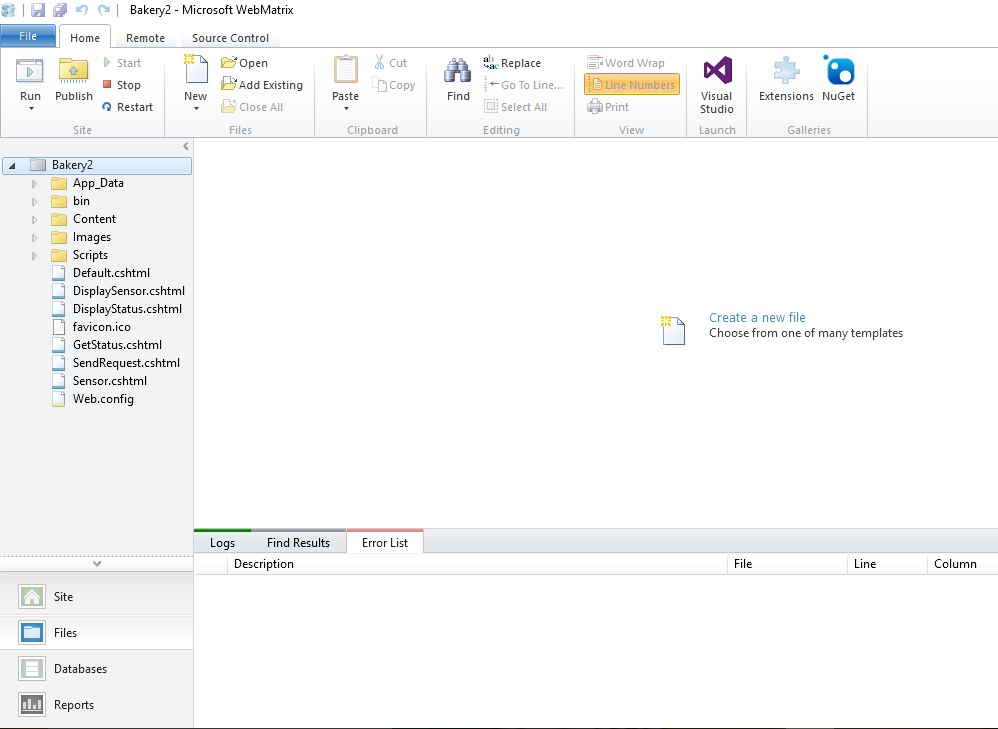 Bakery2 - Microsoft WebMatrix
File Home Remote Source Control
Run
Publish
Start
Stop
Restart
Site
New
Open
Add Existing
Close All
Files
Paste
Cut
Copy
Clipboard
Find
Replace
Go To Line...
Select All
Editing
Word Wrap
Line Numbers
Print
View
Visual
Studio
Launch
Extensions
NuGet
Galleries
Bakery2
App_Data
bin
Content
Images
Scripts
Default.cshtml
DisplaySensor.cshtml
DisplayStatus.cshtml
favicon.ico
GetStatus.cshtml
SendRequest.cshtml
Sensor.cshtml
Web.config
Create a new file
Choose from one of many templates
Logs Find Results Error List
Description File Line Column
Site
Files
Databases
Reports